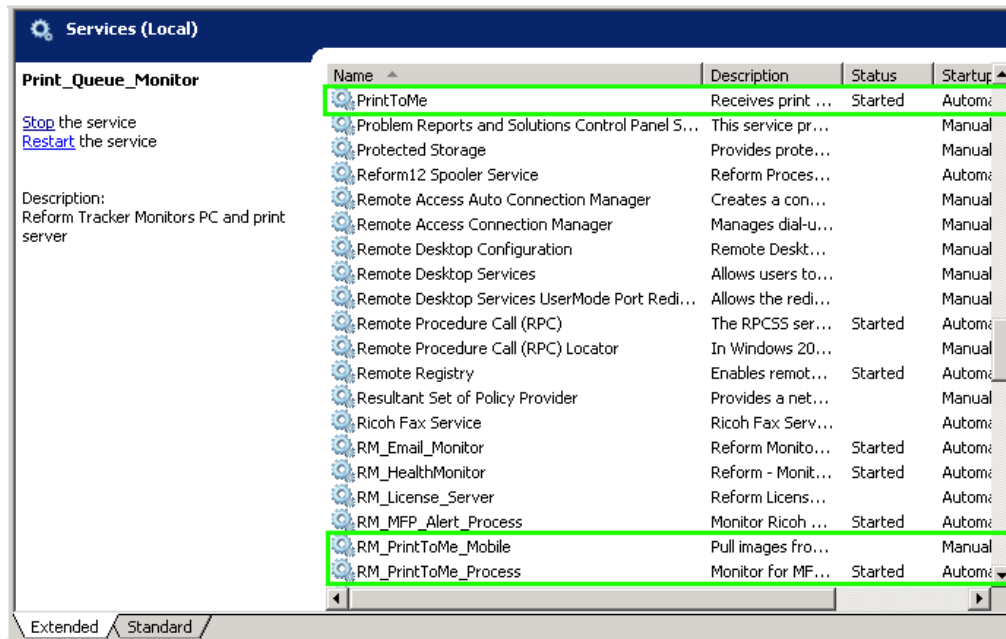 Services (Local)
Print_Queue_Monitor
Stop the service
Restart the service
Description:
Reform Tracker Monitors PC and print
server
Name Description Status Startup
PrintToMe Receives print ... Started Automa
Problem Reports and Solutions Control Panel S... This service pr... Manual
Protected Storage Provides prote... Manual
Reform12 Spooler Service Reform Proces... Automa
Remote Access Auto Connection Manager Creates a con... Manual
Remote Access Connection Manager Manages dial-u... Manual
Remote Desktop Configuration Remote Deskt... Manual
Remote Desktop Services Allows users to... Manual
Remote Desktop Services UserMode Port Redi... Allows the redi... Manual
Remote Procedure Call (RPC) The RPCSS ser... Started Automa
Remote Procedure Call (RPC) Locator In Windows 20... Manual
Remote Registry Enables remot... Started Automa
Resultant Set of Policy Provider Provides a net... Manual
Ricoh Fax Service Ricoh Fax Serv... Automa
RM_Email_Monitor Reform Monito... Started Automa
RM_HealthMonitor Reform - Monit... Started Automa
RM_License_Server Reform Licens... Automa
RM_MFP_Alert_Process Monitor Ricoh ... Started Automa
RM_PrintToMe_Mobile Pull images fro... Manual
RM_PrintToMe_Process Monitor for MF... Started Automa
Extended Standard